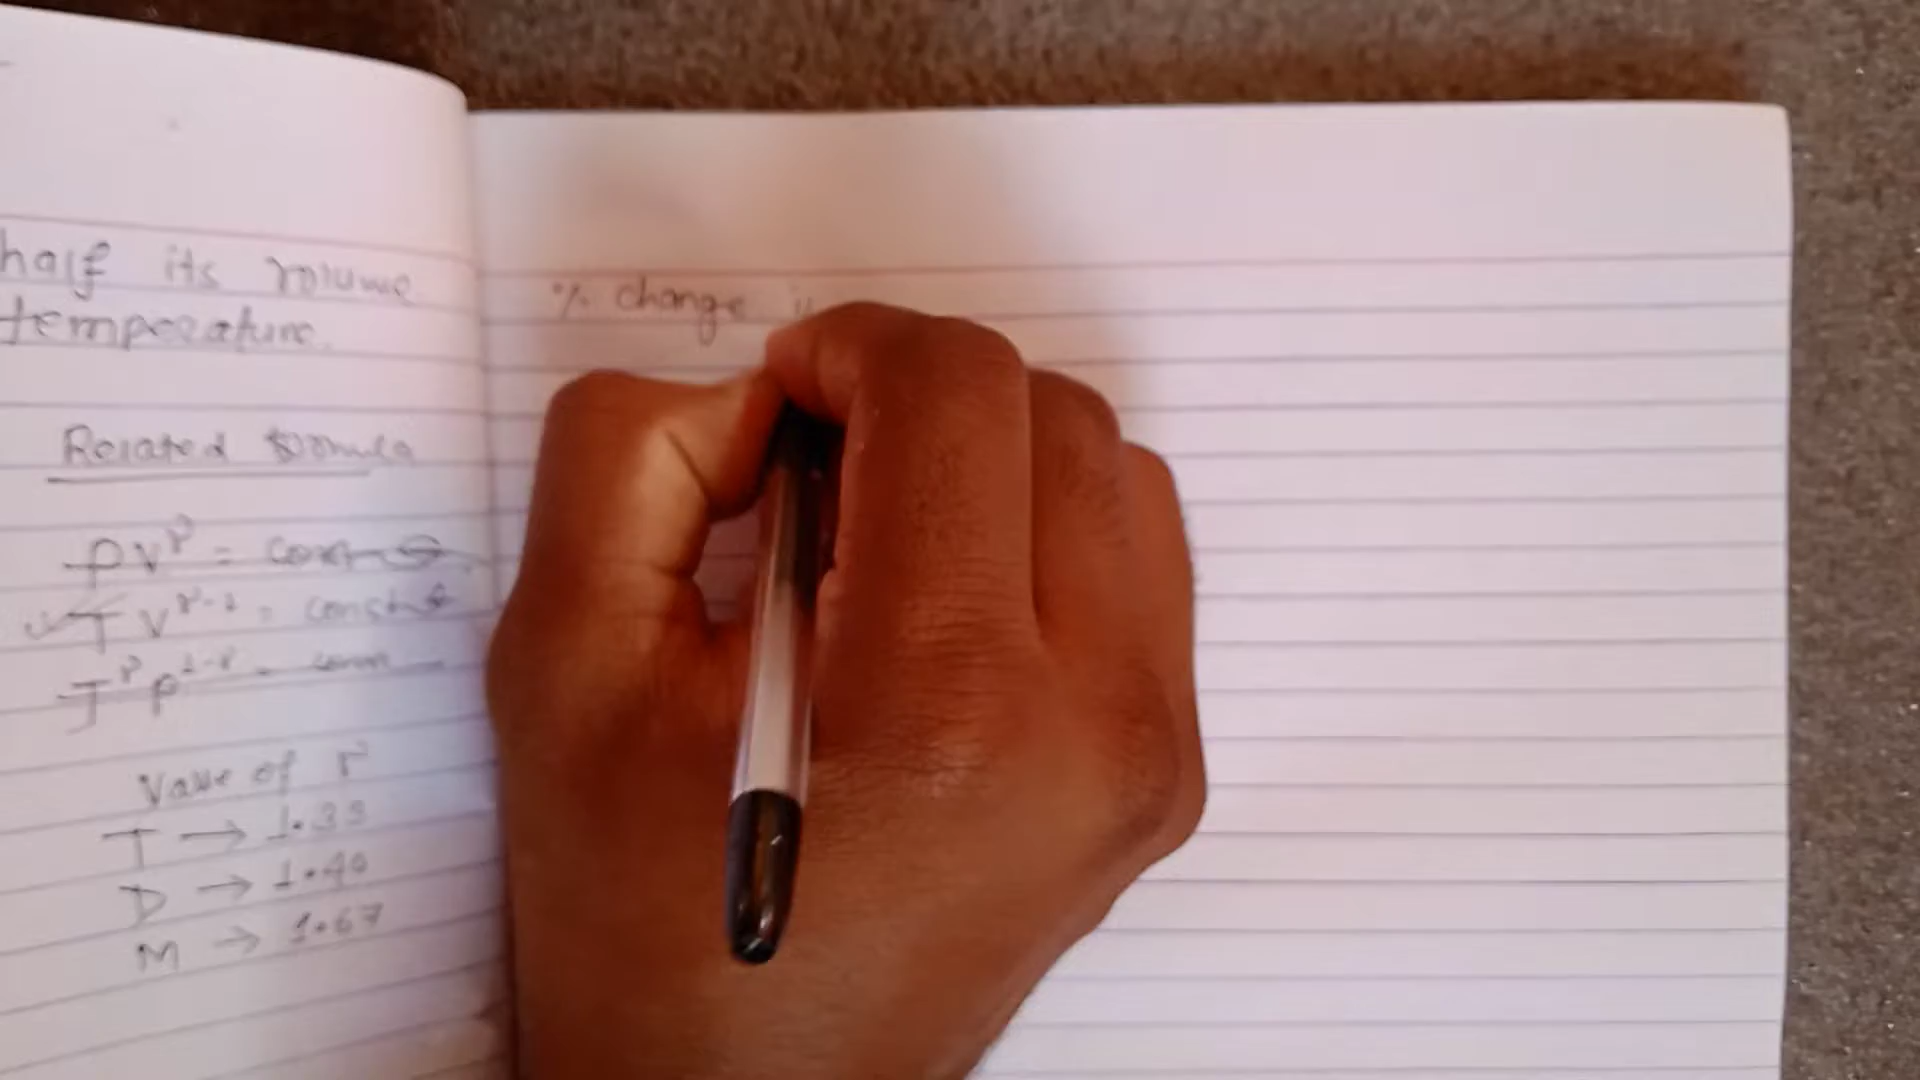 half its volume
temperature.
Related formula
PV^γ = const
✓ TV^γ-1 = const
T^γ P^1-γ = const
Value of γ
T → 1.33
D → 1.40
M → 1.67
% change